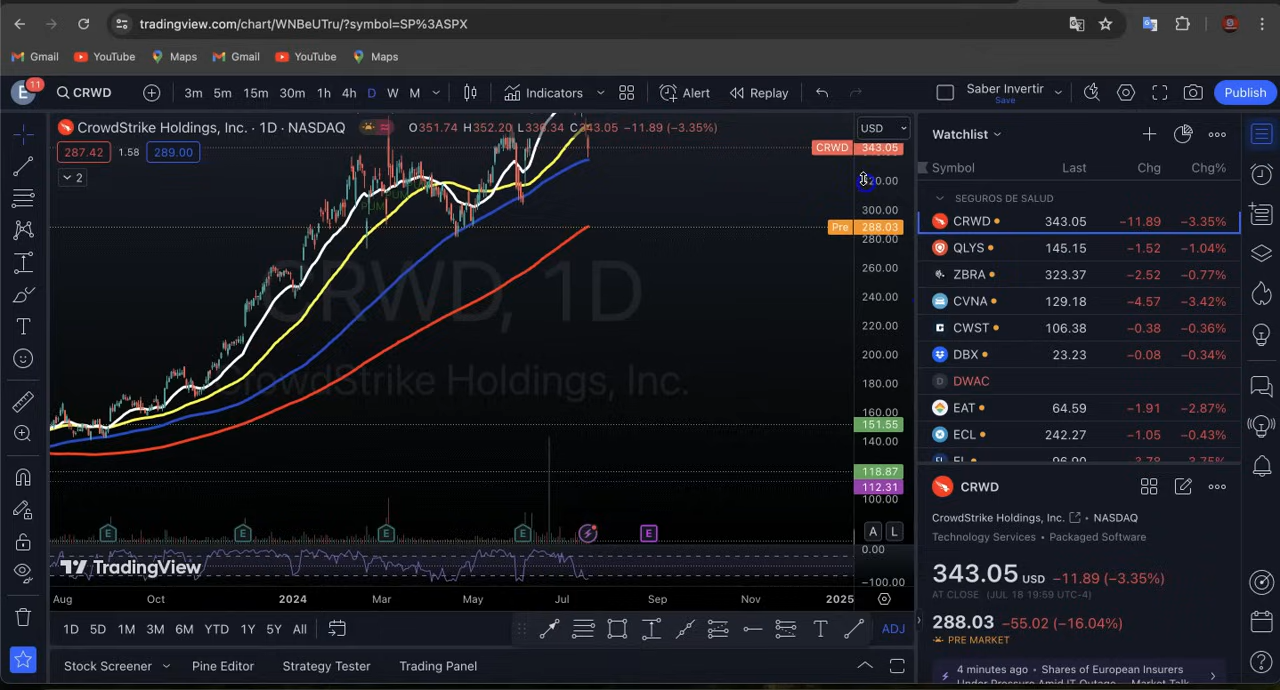 tradingview.com/chart/WNBeUTru/?symbol=SP%3ASPX
Gmail YouTube Maps Gmail YouTube Maps
E 11 CRWD 3m 5m 15m 30m 1h 4h D W M Indicators Alert Replay Saber Invertir Save Publish
CrowdStrike Holdings, Inc. · 1D · NASDAQ O351.74 H352.20 L336.34 C343.05 −11.89 (−3.35%) USD
287.42 1.58 289.00
2
CRWD 343.05
320.00
300.00
Pre 288.03
280.00
260.00
240.00
220.00
200.00
180.00
160.00
151.55
140.00
118.87
112.31
100.00
CRWD, 1D
CrowdStrike Holdings, Inc.
E E E E E
A L
0.00
−100.00
TradingView
Aug Oct 2024 Mar May Jul Sep Nov 2025
1D 5D 1M 3M 6M YTD 1Y 5Y All ADJ
Stock Screener Pine Editor Strategy Tester Trading Panel
Watchlist
Symbol Last Chg Chg%
SEGUROS DE SALUD
CRWD 343.05 −11.89 −3.35%
QLYS 145.15 −1.52 −1.04%
ZBRA 323.37 −2.52 −0.77%
CVNA 129.18 −4.57 −3.42%
CWST 106.38 −0.38 −0.36%
DBX 23.23 −0.08 −0.34%
DWAC
EAT 64.59 −1.91 −2.87%
ECL 242.27 −1.05 −0.43%
CRWD
CrowdStrike Holdings, Inc. · NASDAQ
Technology Services · Packaged Software
343.05 USD −11.89 (−3.35%)
AT CLOSE (JUL 18 19:59 UTC-4)
288.03 −55.02 (−16.04%)
PRE MARKET
4 minutes ago · Shares of European Insurers
Under Pressure Amid IT Outage